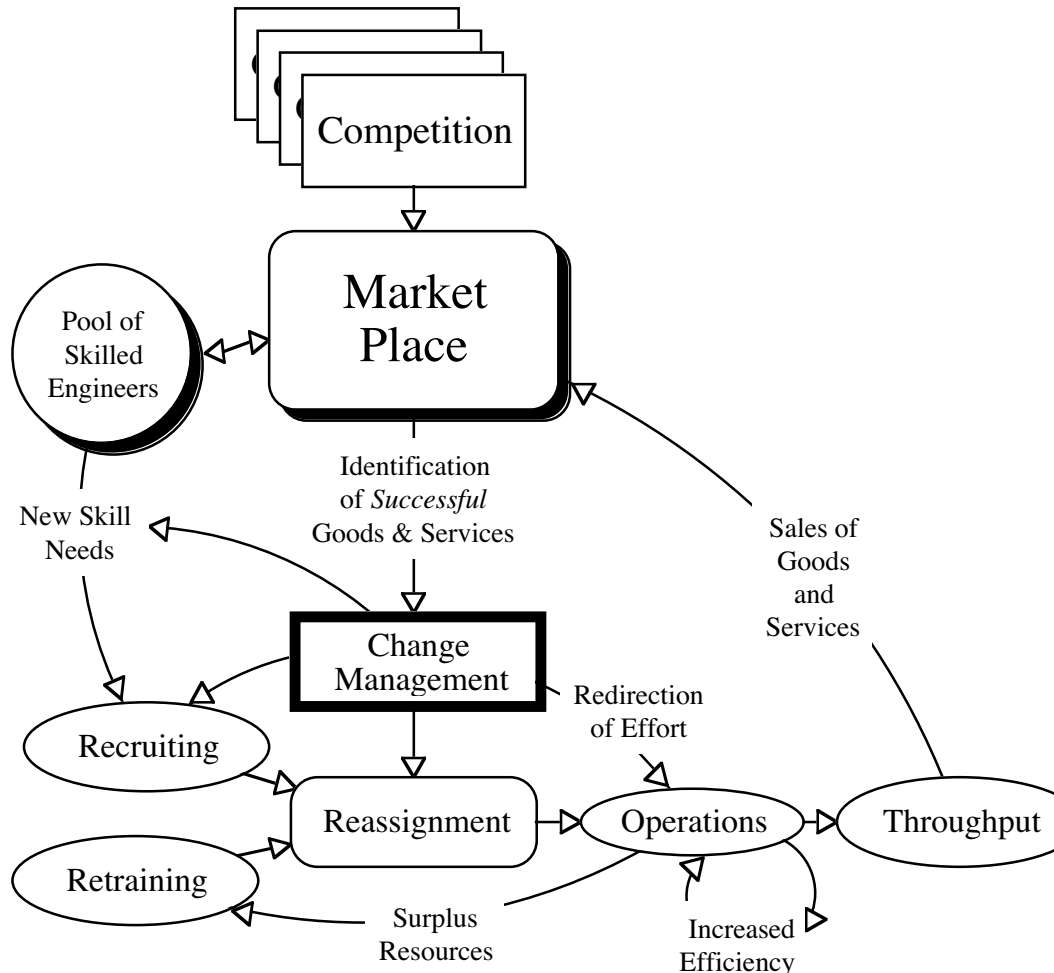 Competition
Market
Place
Pool of
Skilled
Engineers
Identification
of Successful
Goods & Services
New Skill
Needs
Sales of
Goods
and
Services
Change
Management
Redirection
of Effort
Recruiting
Reassignment
Operations
Throughput
Retraining
Surplus
Resources
Increased
Efficiency